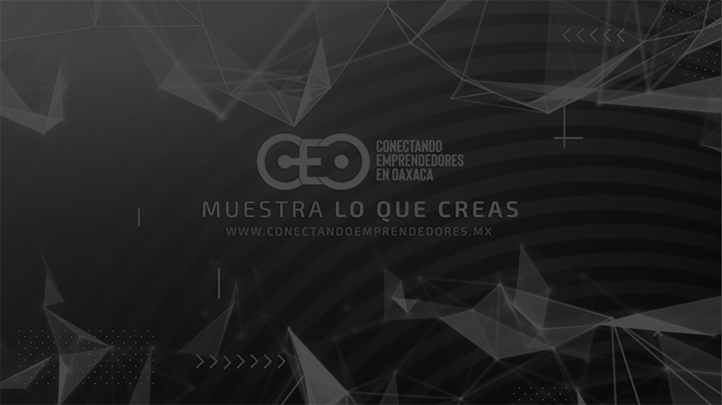 CEO
CONECTANDO
EMPRENDEDORES
EN OAXACA
MUESTRA LO QUE CREAS
WWW.CONECTANDOEMPRENDEDORES.MX